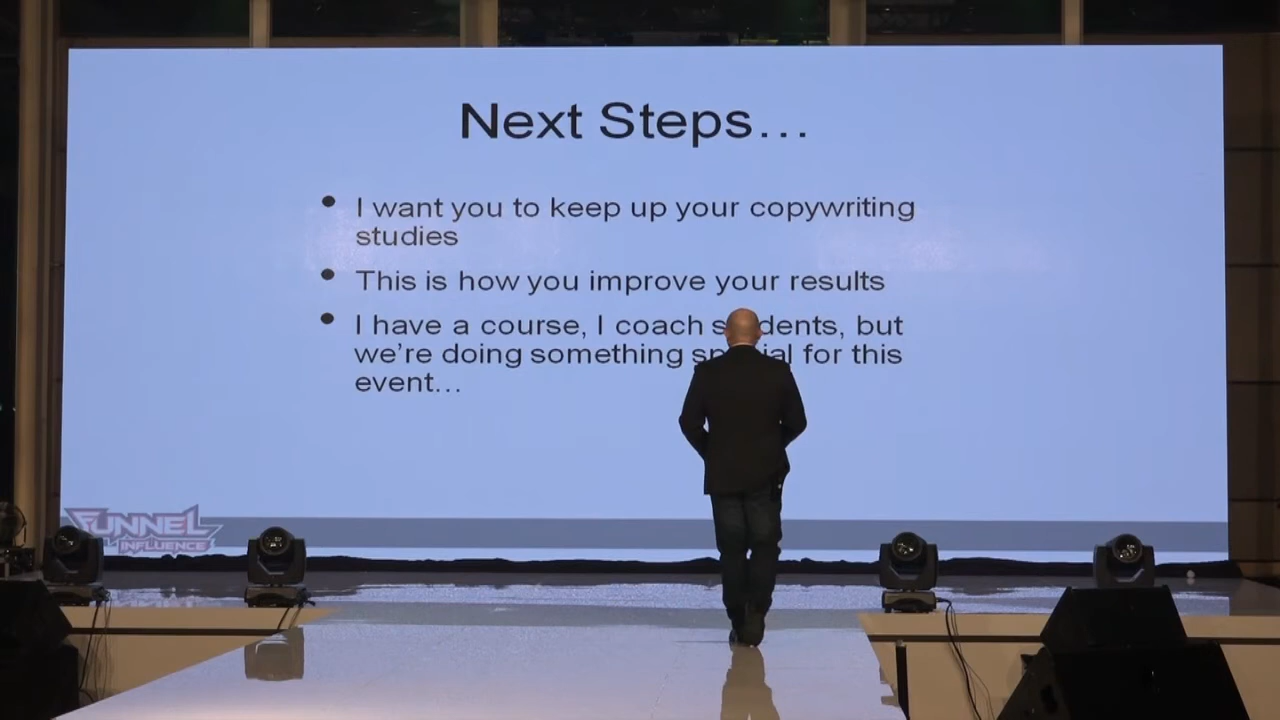 Next Steps…
• I want you to keep up your copywriting
studies
• This is how you improve your results
• I have a course, I coach students, but
we're doing something special for this
event…
FUNNEL
INFLUENCE